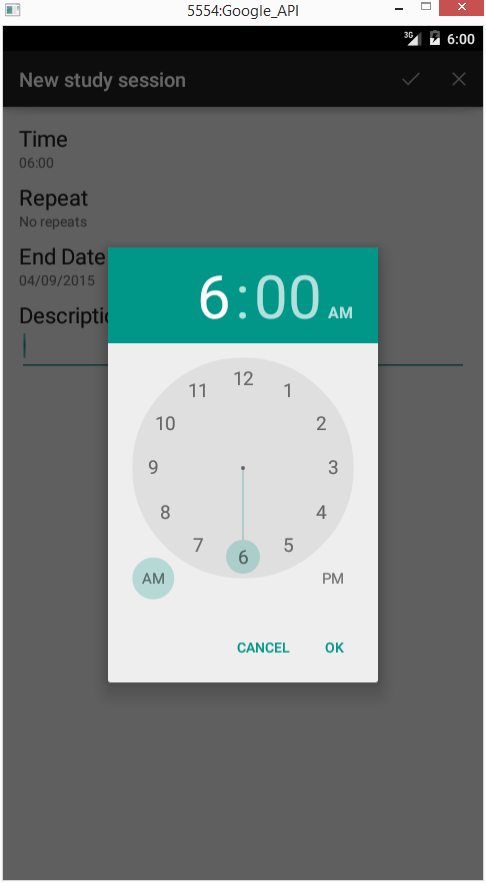 5554:Google_API
3G 6:00
New study session
Time
06:00
Repeat
No repeats
End Date
04/09/2015
Descriptio
6:00 AM
12
11 1
10 2
9 3
8 4
7 5
6
AM PM
CANCEL OK